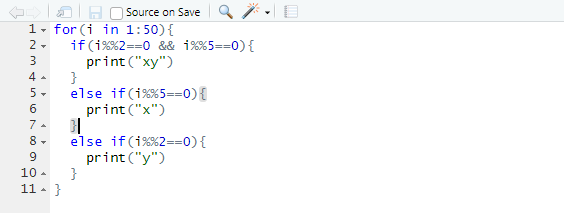 Source on Save
1 for(i in 1:50){
2   if(i%%2==0 && i%%5==0){
3     print("xy")
4   }
5   else if(i%%5==0){
6     print("x")
7   }
8   else if(i%%2==0){
9     print("y")
10   }
11 }